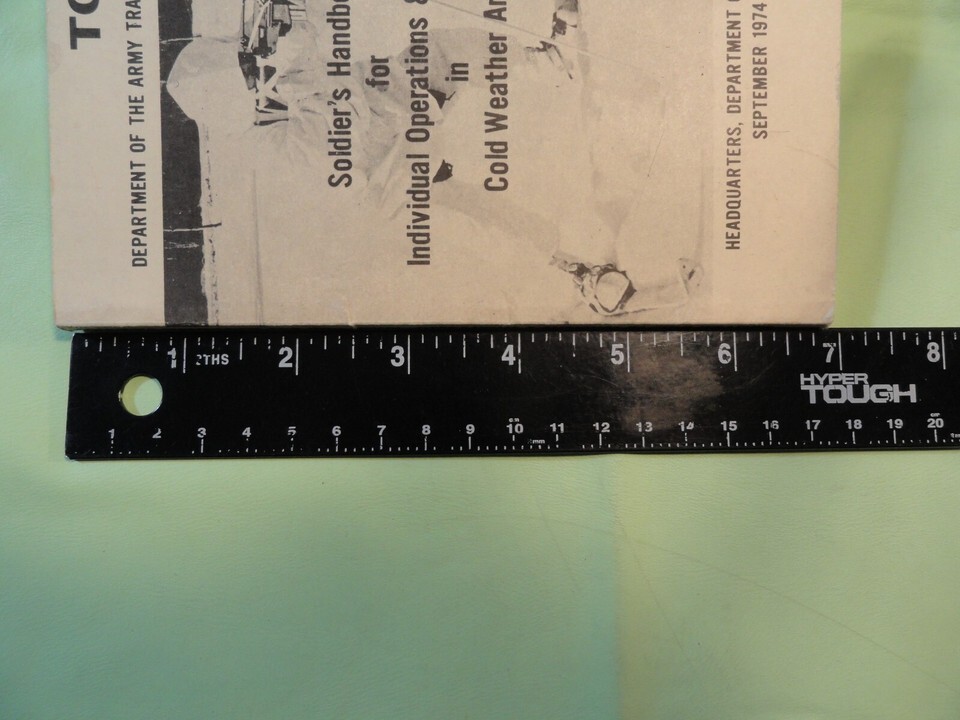 TC
DEPARTMENT OF THE ARMY TRA
Soldier's Handbo
for
Individual Operations &
in
Cold Weather Ar
HEADQUARTERS, DEPARTMENT O
SEPTEMBER 1974
1 2 3 4 5 6 7 8
HYPER
TOUGH
1 2 3 4 5 6 7 8 9 10 11 12 13 14 15 16 17 18 19 20
mm